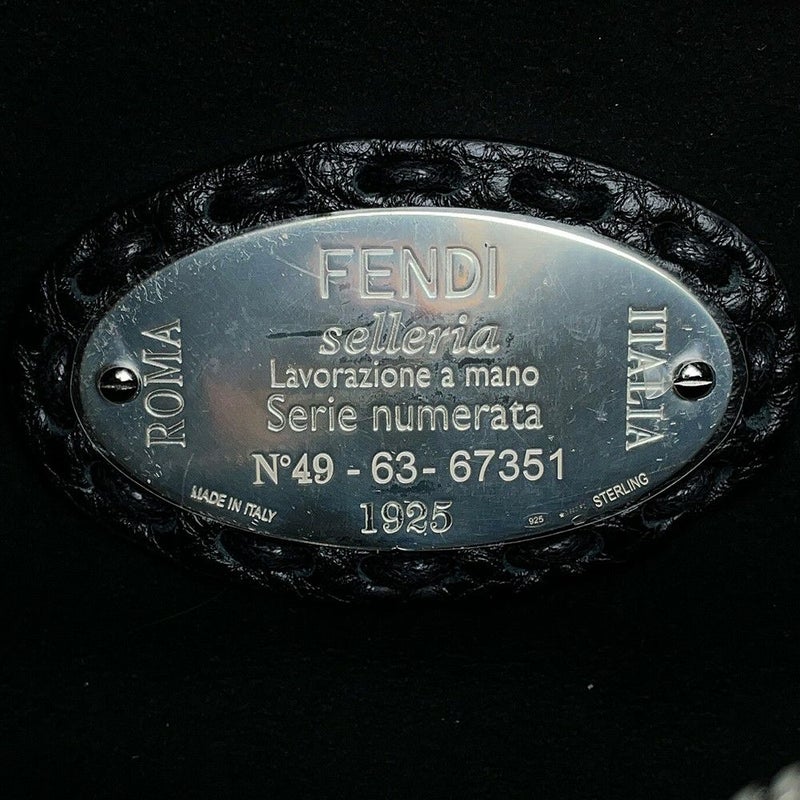 FENDI
selleria
Lavorazione a mano
Serie numerata
N°49 - 63- 67351
1925
ROMA
ITALIA
MADE IN ITALY
925
STERLING